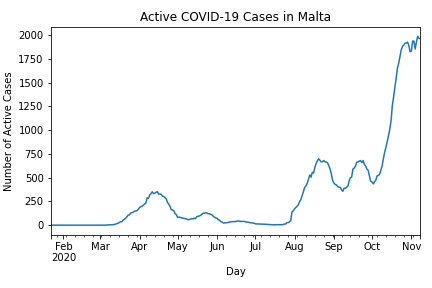 Active COVID-19 Cases in Malta
Number of Active Cases
2000
1750
1500
1250
1000
750
500
250
0
Feb Mar Apr May Jun Jul Aug Sep Oct Nov
2020
Day